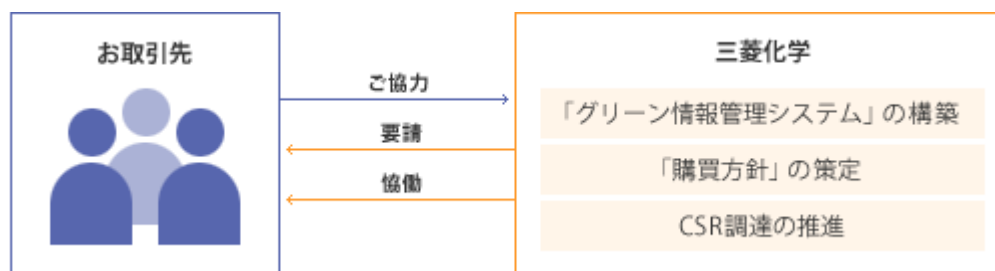 お取引先
ご協力
要請
協働
三菱化学
「グリーン情報管理システム」の構築
「購買方針」の策定
CSR調達の推進